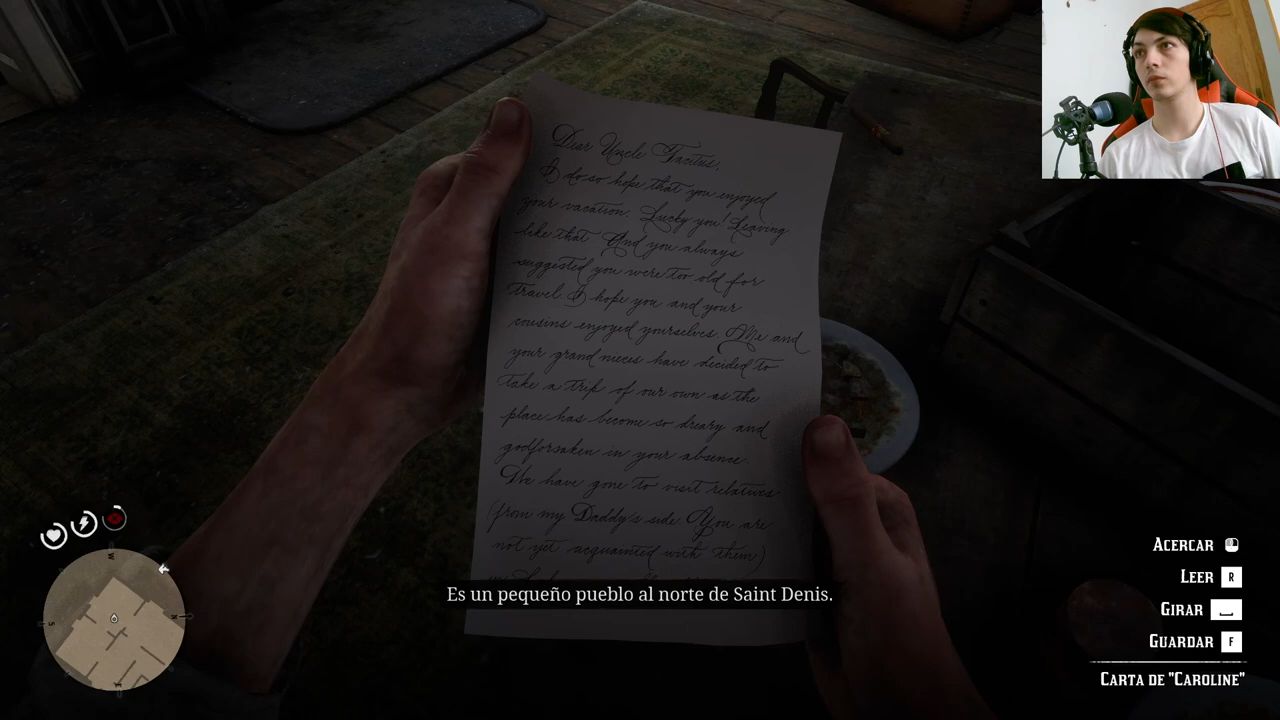 Dear Uncle Tacitus,
I do so hope that you enjoyed
your vacation. Lucky you! Leaving
like that. And you always
suggested you were too old for
travel. I hope you and your
cousins enjoyed yourselves. Me and
your grand nieces have decided to
take a trip of our own as the
place has become so dreary and
godforsaken in your absence.
We have gone to visit relatives
(from my Daddy's side. You are
not yet acquainted with them)
Es un pequeño pueblo al norte de Saint Denis.
ACERCAR
LEER R
GIRAR
GUARDAR F
CARTA DE "CAROLINE"